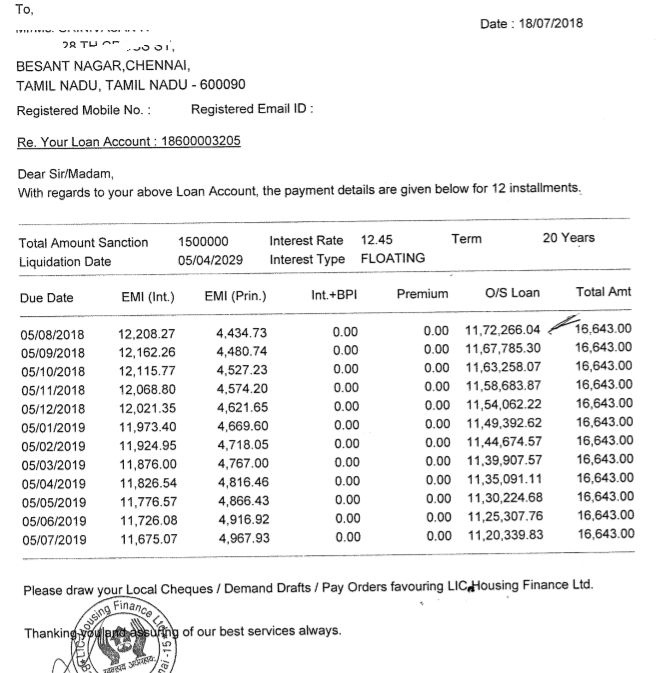 To,
Date : 18/07/2018
28 TH
BESANT NAGAR,CHENNAI,
TAMIL NADU, TAMIL NADU - 600090
Registered Mobile No. : Registered Email ID :
Re. Your Loan Account : 18600003205
Dear Sir/Madam,
With regards to your above Loan Account, the payment details are given below for 12 installments.
Total Amount Sanction 1500000 Interest Rate 12.45 Term 20 Years
Liquidation Date 05/04/2029 Interest Type FLOATING
Due Date EMI (Int.) EMI (Prin.) Int.+BPI Premium O/S Loan Total Amt
05/08/2018 12,208.27 4,434.73 0.00 0.00 11,72,266.04 16,643.00
05/09/2018 12,162.26 4,480.74 0.00 0.00 11,67,785.30 16,643.00
05/10/2018 12,115.77 4,527.23 0.00 0.00 11,63,258.07 16,643.00
05/11/2018 12,068.80 4,574.20 0.00 0.00 11,58,683.87 16,643.00
05/12/2018 12,021.35 4,621.65 0.00 0.00 11,54,062.22 16,643.00
05/01/2019 11,973.40 4,669.60 0.00 0.00 11,49,392.62 16,643.00
05/02/2019 11,924.95 4,718.05 0.00 0.00 11,44,674.57 16,643.00
05/03/2019 11,876.00 4,767.00 0.00 0.00 11,39,907.57 16,643.00
05/04/2019 11,826.54 4,816.46 0.00 0.00 11,35,091.11 16,643.00
05/05/2019 11,776.57 4,866.43 0.00 0.00 11,30,224.68 16,643.00
05/06/2019 11,726.08 4,916.92 0.00 0.00 11,25,307.76 16,643.00
05/07/2019 11,675.07 4,967.93 0.00 0.00 11,20,339.83 16,643.00
Please draw your Local Cheques / Demand Drafts / Pay Orders favouring LIC Housing Finance Ltd.
Thanking you and assuring of our best services always.
LIC Housing Finance Ltd